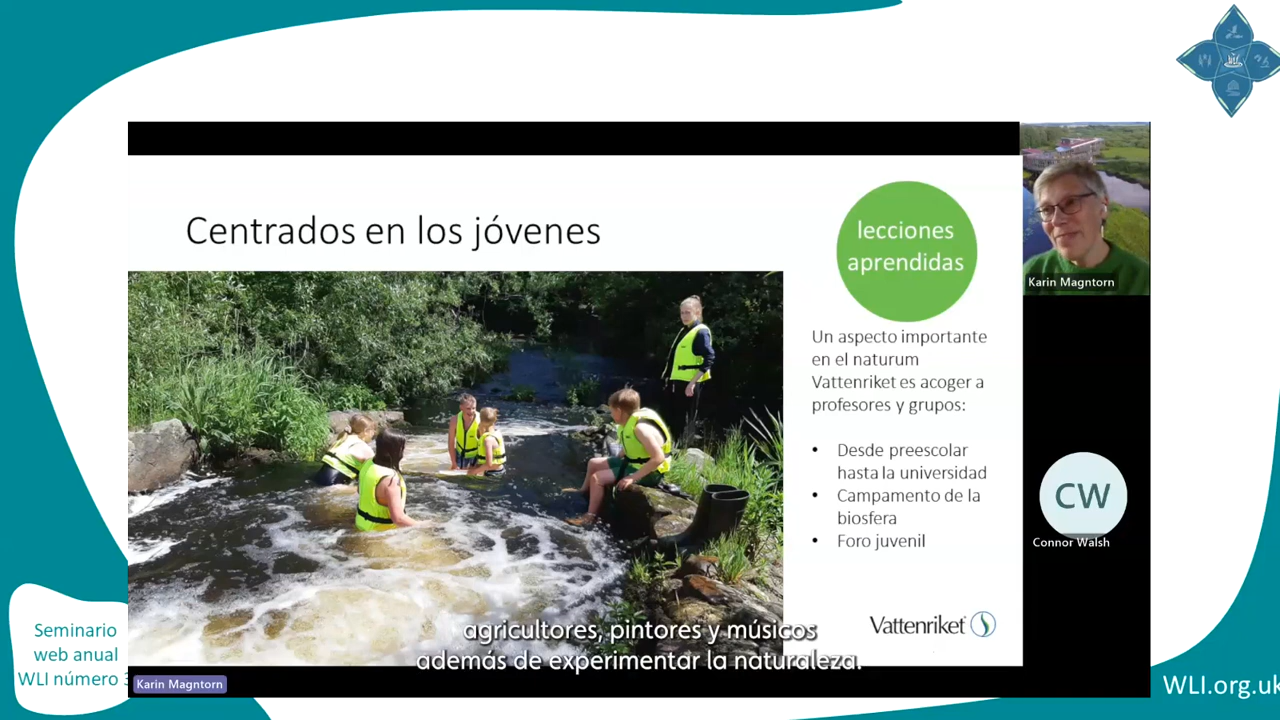 Centrados en los jóvenes
lecciones
aprendidas
Un aspecto importante
en el naturum
Vattenriket es acoger a
profesores y grupos:
• Desde preescolar
hasta la universidad
• Campamento de la
biosfera
• Foro juvenil
Vattenriket
agricultores, pintores y músicos
además de experimentar la naturaleza.
Karin Magntorn
Karin Magntorn
CW
Connor Walsh
Seminario
web anual
WLI número 3
WLI.org.uk